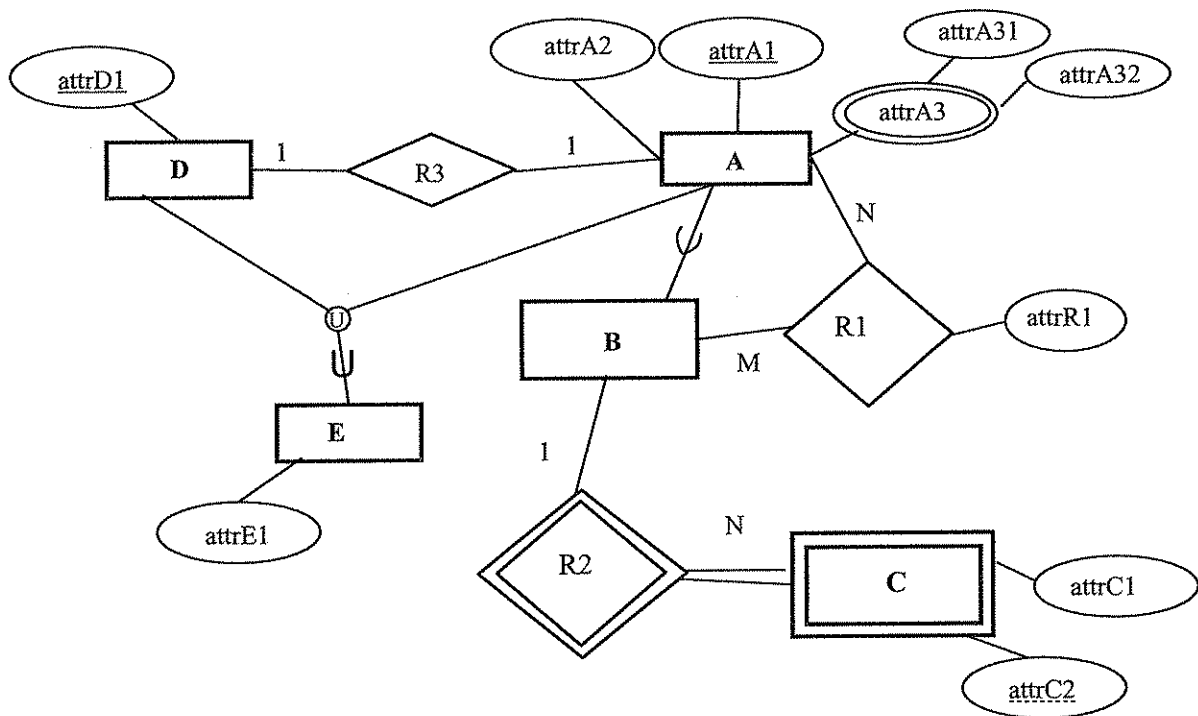 attrA31
attrA2
attrA1
attrA32
attrD1
attrA3
D
1
R3
1
A
N
U
B
M
R1
attrR1
E
1
attrE1
N
R2
C
attrC1
attrC2